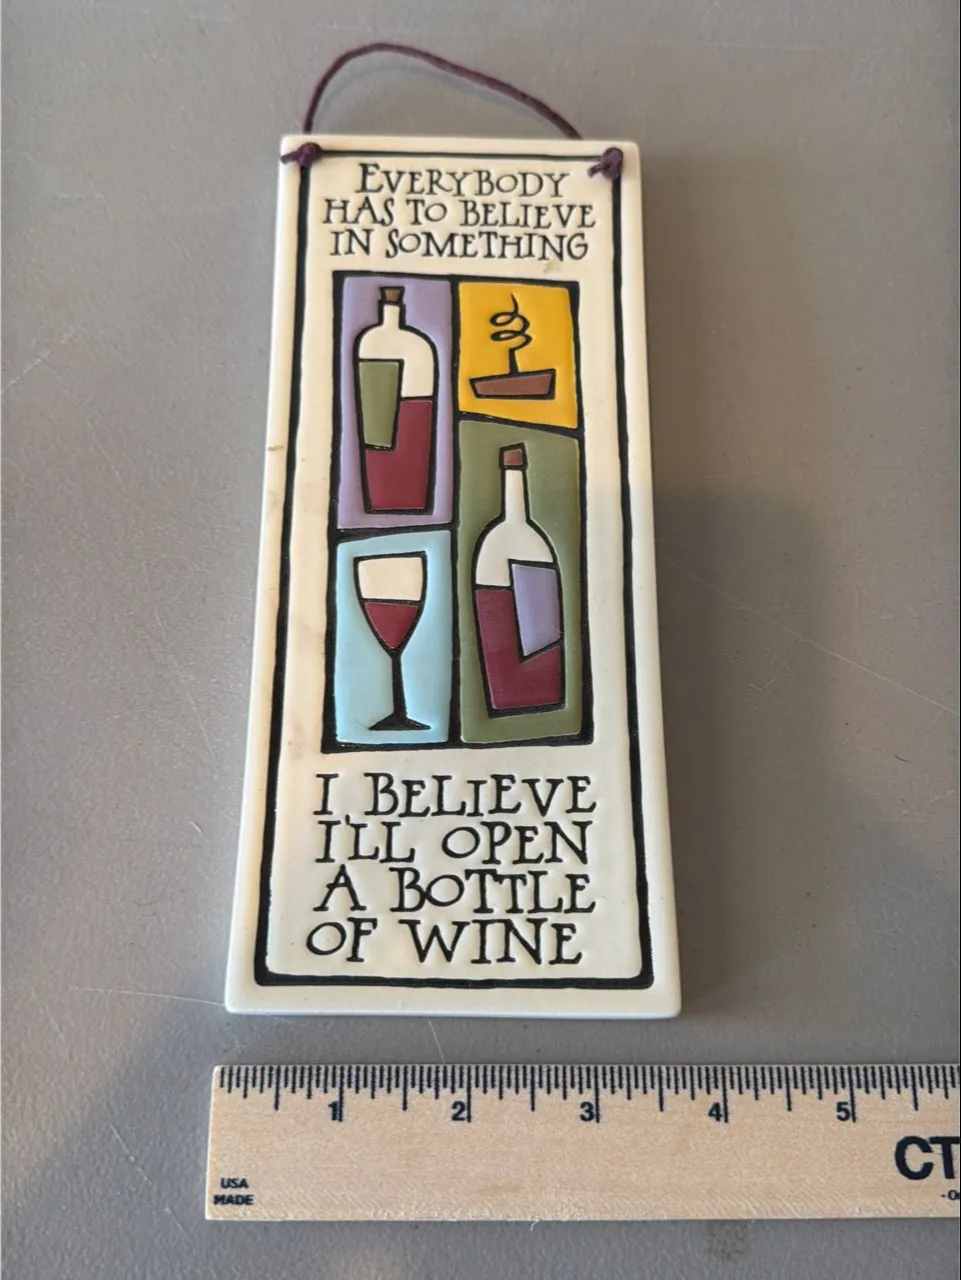 EVERYBODY
HAS TO BELIEVE
IN SOMETHING
I BELIEVE
I'LL OPEN
A BOTTLE
OF WINE
1 2 3 4 5
CT
USA
MADE